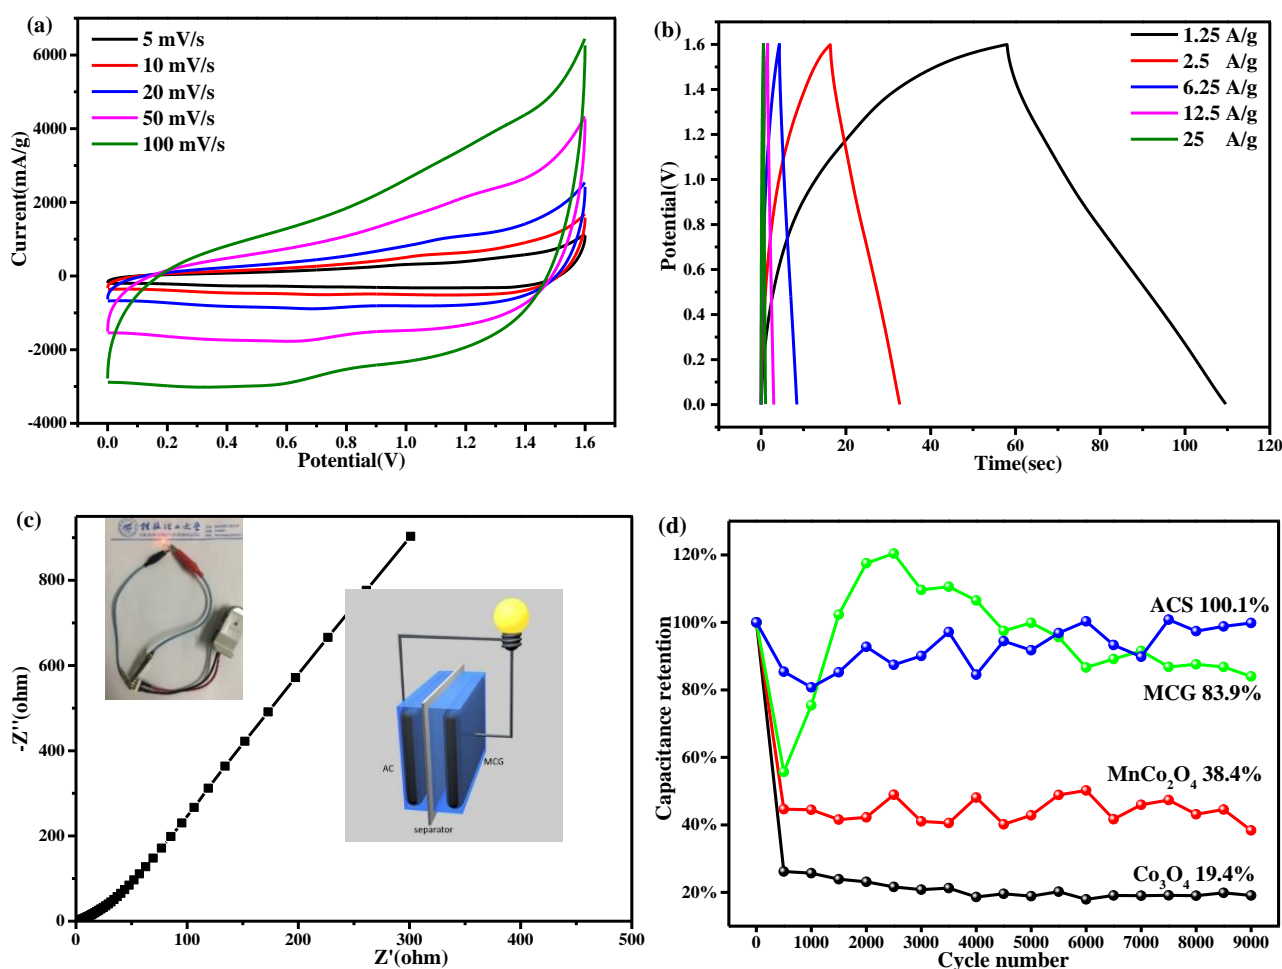 (a)
5 mV/s
10 mV/s
20 mV/s
50 mV/s
100 mV/s
Current(mA/g)
6000
4000
2000
0
-2000
-4000
0.0 0.2 0.4 0.6 0.8 1.0 1.2 1.4 1.6
Potential(V)
(b)
1.25 A/g
2.5 A/g
6.25 A/g
12.5 A/g
25 A/g
Potential(V)
1.6
1.4
1.2
1.0
0.8
0.6
0.4
0.2
0.0
0 20 40 60 80 100 120
Time(sec)
(c)
-Z''(ohm)
800
600
400
200
0
0 100 200 300 400 500
Z'(ohm)
AC
MCG
separator
(d)
Capacitance retention
120%
100%
80%
60%
40%
20%
ACS 100.1%
MCG 83.9%
MnCo₂O₄ 38.4%
Co₃O₄ 19.4%
0 1000 2000 3000 4000 5000 6000 7000 8000 9000
Cycle number